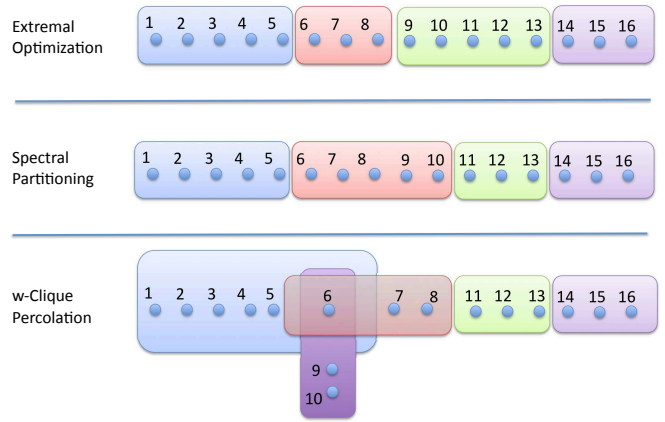 Extremal
Optimization
1 2 3 4 5 6 7 8 9 10 11 12 13 14 15 16
Spectral
Partitioning
1 2 3 4 5 6 7 8 9 10 11 12 13 14 15 16
w-Clique
Percolation
1 2 3 4 5 6 7 8 11 12 13 14 15 16
9
10